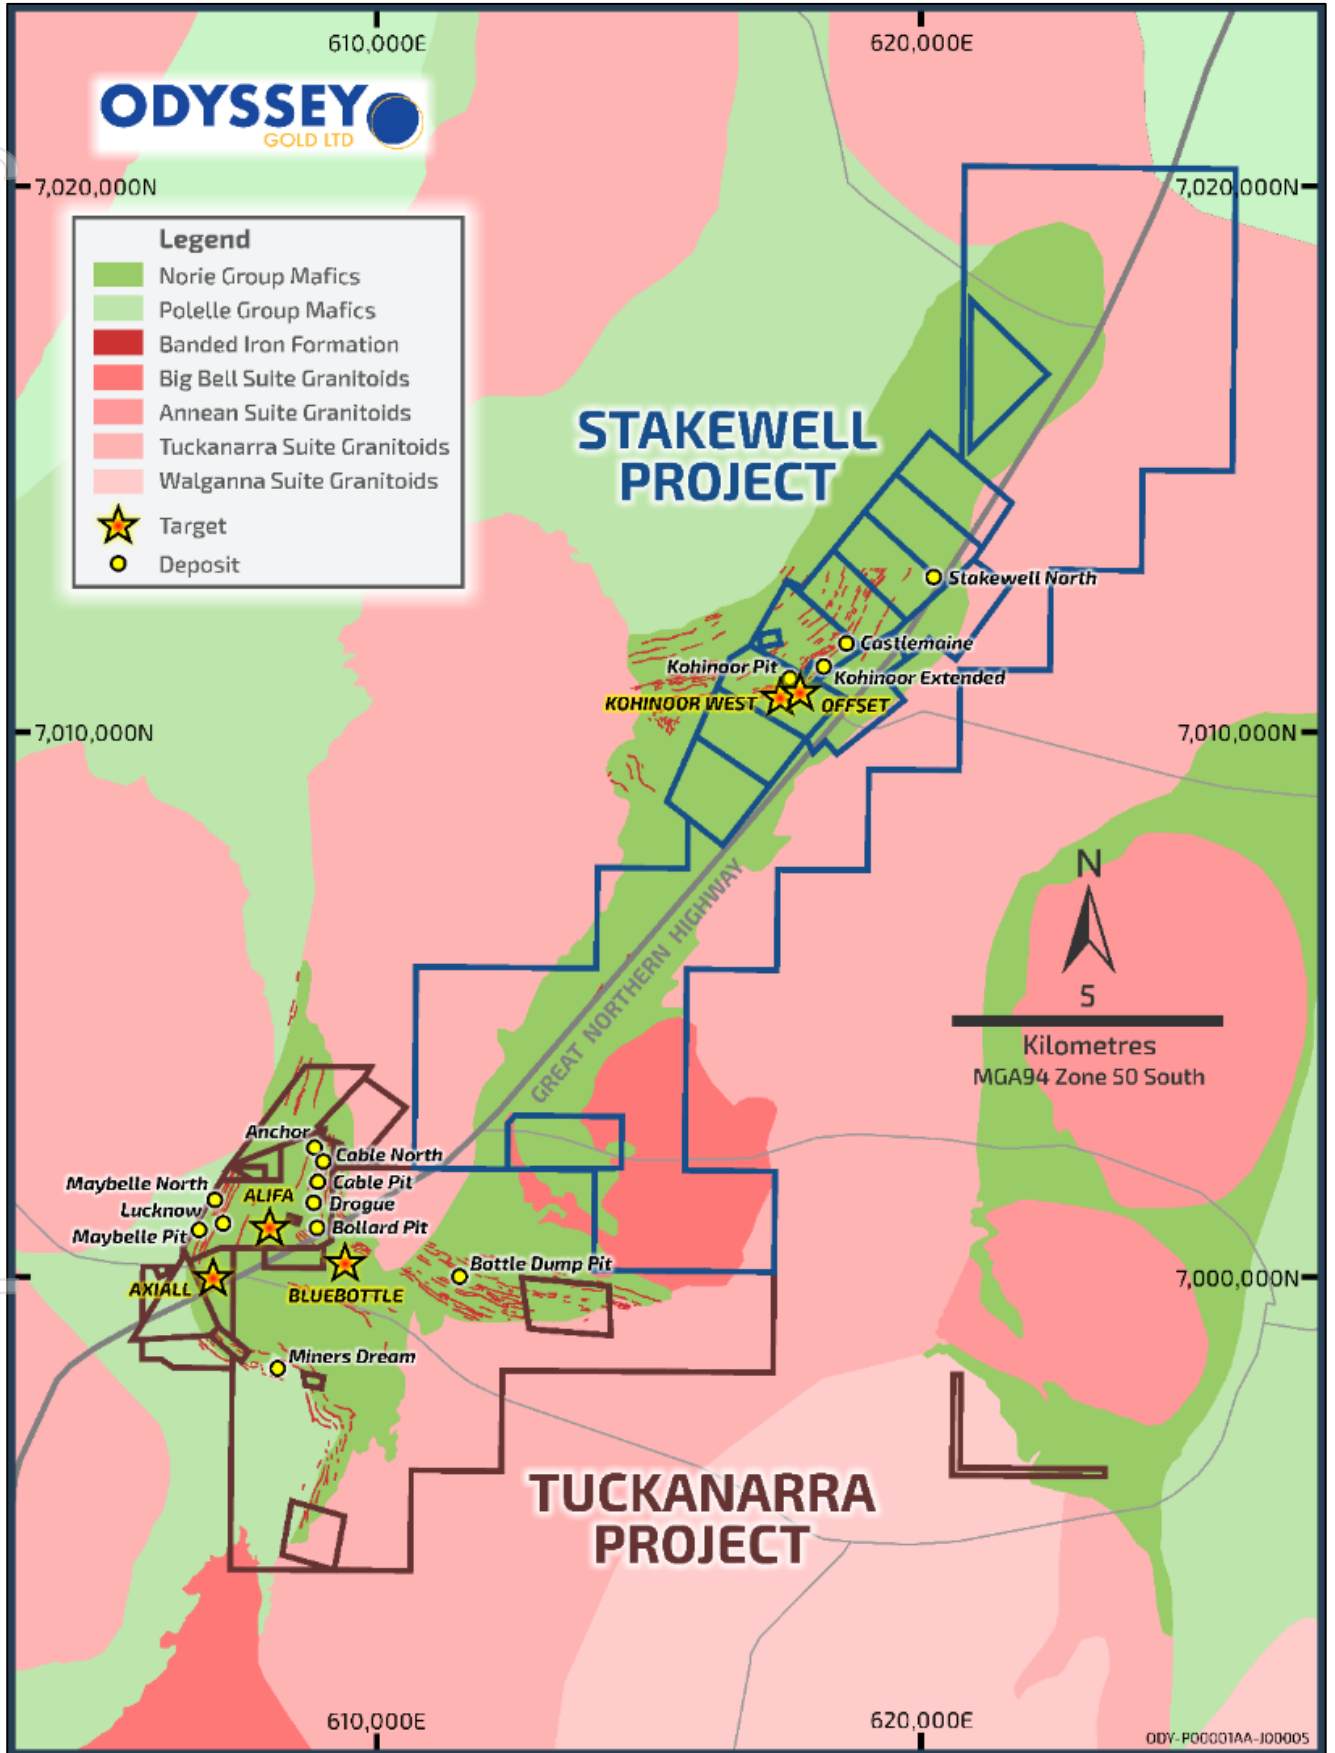 610,000E
620,000E
ODYSSEY
GOLD LTD
7,020,000N
7,020,000N
Legend
Norie Group Mafics
Polelle Group Mafics
Banded Iron Formation
Big Bell Suite Granitoids
Annean Suite Granitoids
Tuckanarra Suite Granitoids
Walganna Suite Granitoids
Target
Deposit
STAKEWELL
PROJECT
Stakewell North
Castlemaine
Kohinoor Pit
Kohinoor Extended
KOHINOOR WEST
OFFSET
7,010,000N
7,010,000N
GREAT NORTHERN HIGHWAY
N
5
Kilometres
MGA94 Zone 50 South
Anchor
Cable North
Maybelle North
Cable Pit
ALIFA
Lucknow
Drogue
Maybelle Pit
Bollard Pit
Bottle Dump Pit
AXIALL
BLUEBOTTLE
7,000,000N
Miners Dream
TUCKANARRA
PROJECT
610,000E
620,000E
ODY-P00001AA-J00005